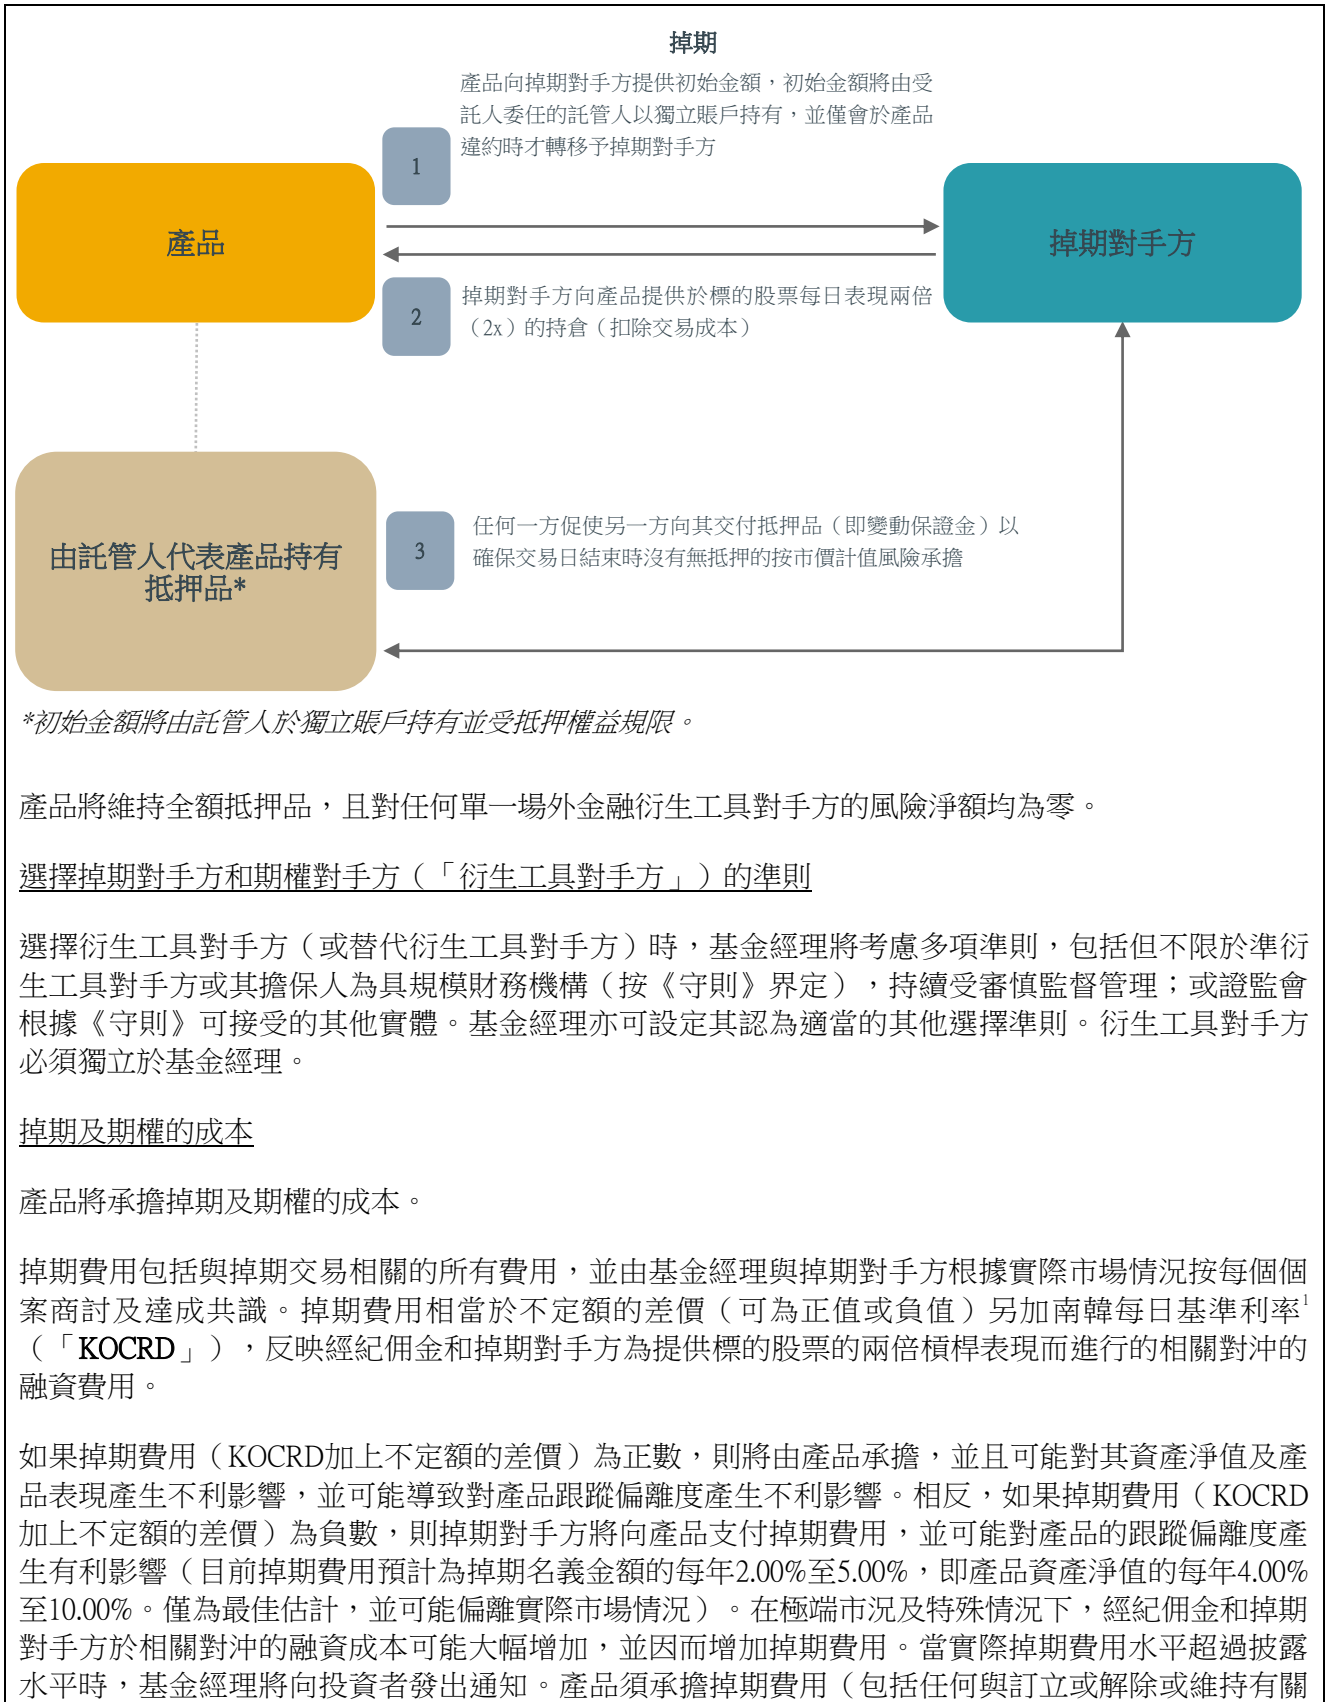 掉期
產品向掉期對手方提供初始金額，初始金額將由受
託人委任的託管人以獨立賬戶持有，並僅會於產品
違約時才轉移予掉期對手方
1
產品
掉期對手方
2
掉期對手方向產品提供於標的股票每日表現兩倍
（2x）的持倉（扣除交易成本）
由託管人代表產品持有
抵押品*
3
任何一方促使另一方向其交付抵押品（即變動保證金）以
確保交易日結束時沒有無抵押的按市價計值風險承擔
*初始金額將由託管人於獨立賬戶持有並受抵押權益規限。
產品將維持全額抵押品，且對任何單一場外金融衍生工具對手方的風險淨額均為零。
選擇掉期對手方和期權對手方（「衍生工具對手方」）的準則
選擇衍生工具對手方（或替代衍生工具對手方）時，基金經理將考慮多項準則，包括但不限於準衍
生工具對手方或其擔保人為具規模財務機構（按《守則》界定），持續受審慎監督管理；或證監會
根據《守則》可接受的其他實體。基金經理亦可設定其認為適當的其他選擇準則。衍生工具對手方
必須獨立於基金經理。
掉期及期權的成本
產品將承擔掉期及期權的成本。
掉期費用包括與掉期交易相關的所有費用，並由基金經理與掉期對手方根據實際市場情況按每個個
案商討及達成共識。掉期費用相當於不定額的差價（可為正值或負值）另加南韓每日基準利率1
（「KOCRD」），反映經紀佣金和掉期對手方為提供標的股票的兩倍槓桿表現而進行的相關對沖的
融資費用。
如果掉期費用（KOCRD加上不定額的差價）為正數，則將由產品承擔，並且可能對其資產淨值及產
品表現產生不利影響，並可能導致對產品跟蹤偏離度產生不利影響。相反，如果掉期費用（KOCRD
加上不定額的差價）為負數，則掉期對手方將向產品支付掉期費用，並可能對產品的跟蹤偏離度產
生有利影響（目前掉期費用預計為掉期名義金額的每年2.00%至5.00%，即產品資產淨值的每年4.00%
至10.00%。僅為最佳估計，並可能偏離實際市場情況）。在極端市況及特殊情況下，經紀佣金和掉期
對手方於相關對沖的融資成本可能大幅增加，並因而增加掉期費用。當實際掉期費用水平超過披露
水平時，基金經理將向投資者發出通知。產品須承擔掉期費用（包括任何與訂立或解除或維持有關